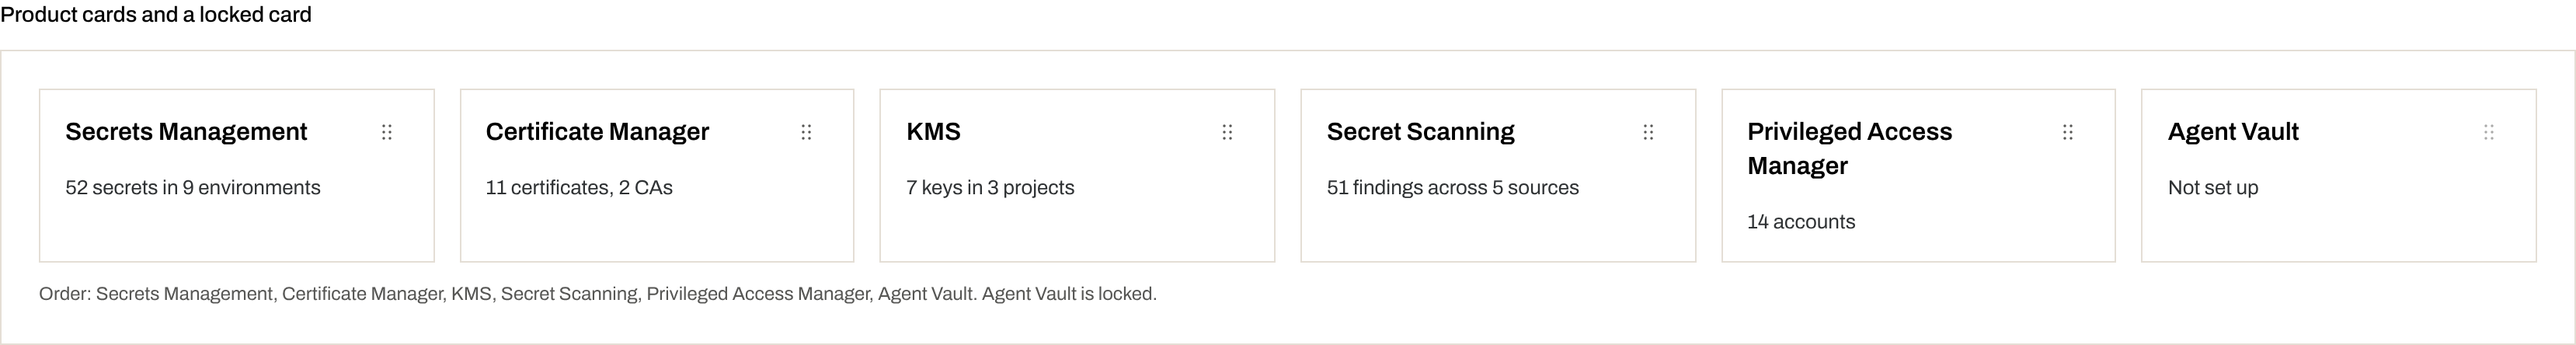 Product cards and a locked card
Secrets Management
52 secrets in 9 environments
Certificate Manager
11 certificates, 2 CAs
KMS
7 keys in 3 projects
Secret Scanning
51 findings across 5 sources
Privileged Access
Manager
14 accounts
Agent Vault
Not set up
Order: Secrets Management, Certificate Manager, KMS, Secret Scanning, Privileged Access Manager, Agent Vault. Agent Vault is locked.